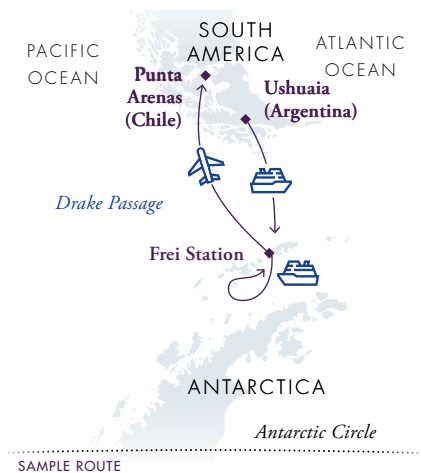 SOUTH
AMERICA
PACIFIC
OCEAN
ATLANTIC
OCEAN
Punta
Arenas
(Chile)
Ushuaia
(Argentina)
Drake Passage
Frei Station
ANTARCTICA
Antarctic Circle
SAMPLE ROUTE